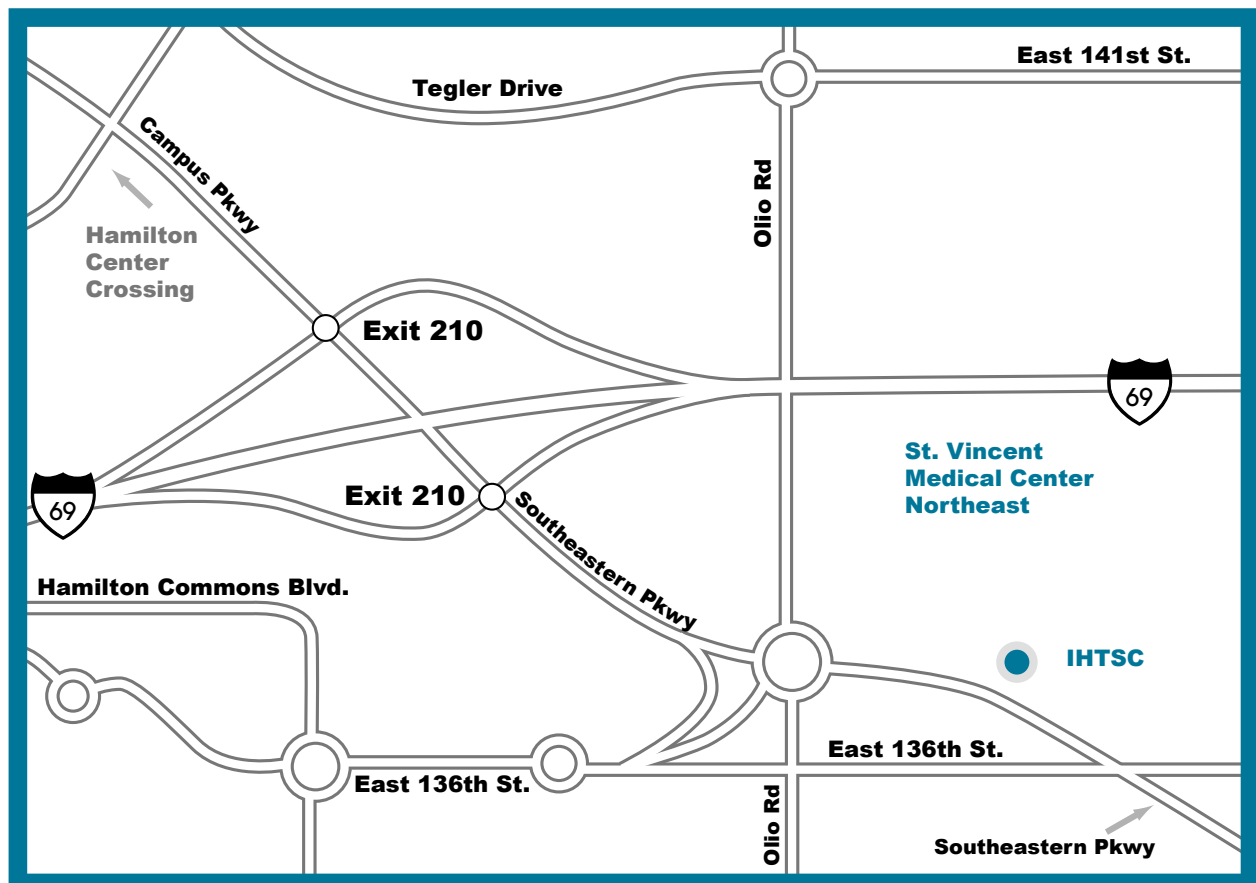 East 141st St.
Tegler Drive
Campus Pkwy
Olio Rd
Hamilton
Center
Crossing
Exit 210
69
St. Vincent
Medical Center
Northeast
Exit 210
69
Southeastern Pkwy
Hamilton Commons Blvd.
IHTSC
East 136th St.
East 136th St.
Olio Rd
Southeastern Pkwy